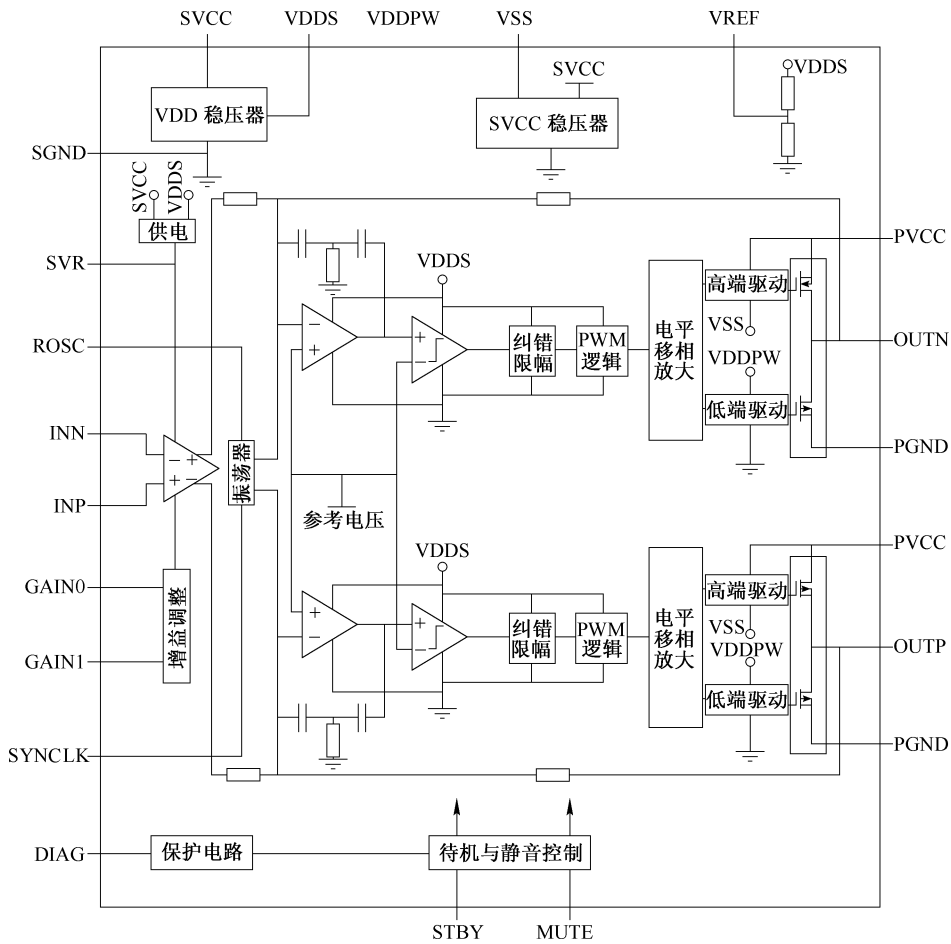 SVCC
VDDS
VDDPW
VSS
VREF
SVCC
VDDS
VDD 稳压器
SVCC 稳压器
SGND
SVCC
VDDS
供电
SVR
PVCC
VDDS
高端驱动
VSS
ROSC
纠错
限幅
PWM
逻辑
电平
移相
放大
VDDPW
OUTN
低端驱动
INN
PGND
振荡器
INP
参考电压
PVCC
VDDS
GAIN0
增益调整
高端驱动
纠错
限幅
PWM
逻辑
电平
移相
放大
VSS
VDDPW
OUTP
GAIN1
低端驱动
SYNCLK
PGND
DIAG
保护电路
待机与静音控制
STBY
MUTE